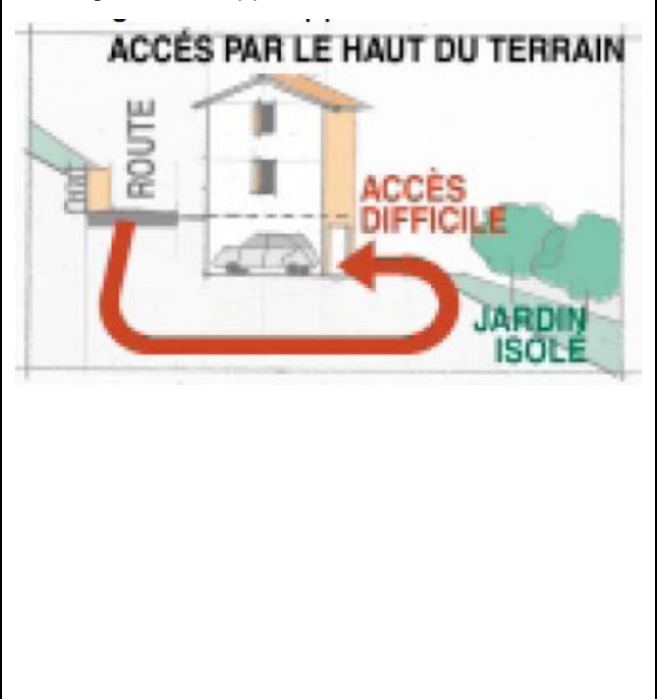 ACCÉS PAR LE HAUT DU TERRAIN
ROUTE
ACCÈS
DIFFICILE
JARDIN
ISOLÉ